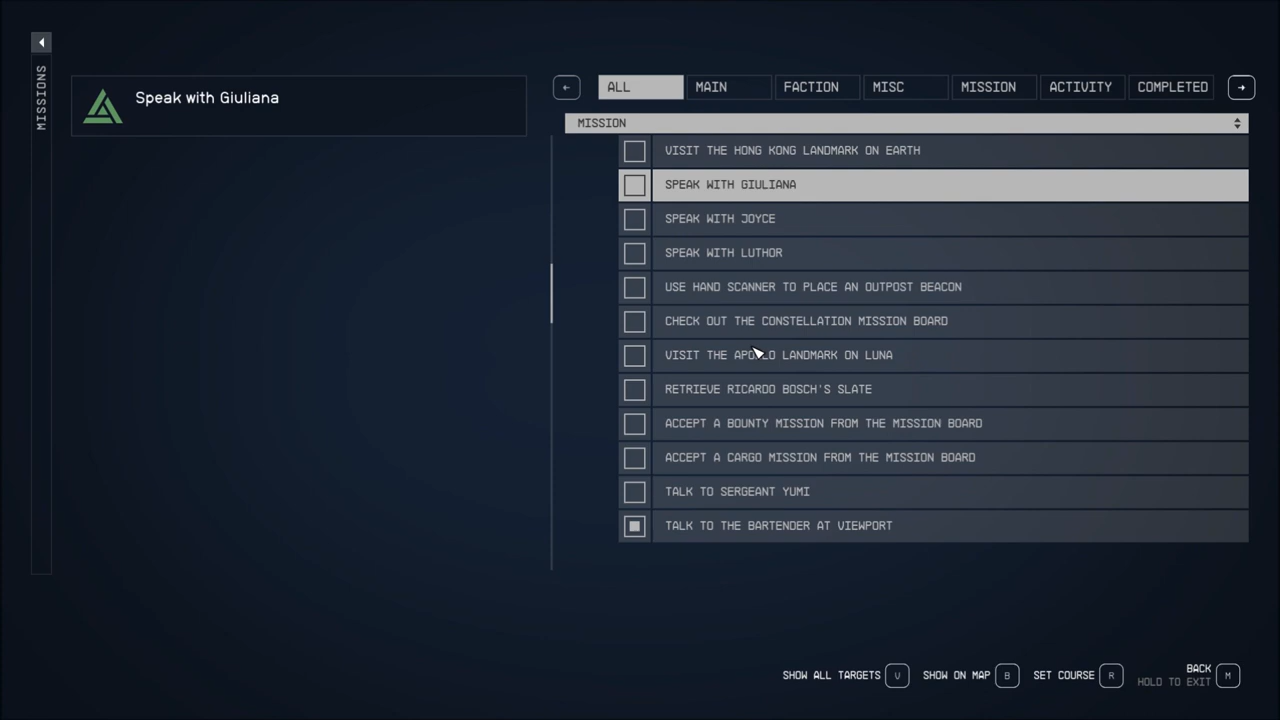 MISSIONS
Speak with Giuliana
ALL
MAIN
FACTION
MISC
MISSION
ACTIVITY
COMPLETED
MISSION
VISIT THE HONG KONG LANDMARK ON EARTH
SPEAK WITH GIULIANA
SPEAK WITH JOYCE
SPEAK WITH LUTHOR
USE HAND SCANNER TO PLACE AN OUTPOST BEACON
CHECK OUT THE CONSTELLATION MISSION BOARD
VISIT THE APOLLO LANDMARK ON LUNA
RETRIEVE RICARDO BOSCH'S SLATE
ACCEPT A BOUNTY MISSION FROM THE MISSION BOARD
ACCEPT A CARGO MISSION FROM THE MISSION BOARD
TALK TO SERGEANT YUMI
TALK TO THE BARTENDER AT VIEWPORT
SHOW ALL TARGETS V
SHOW ON MAP B
SET COURSE R
BACK M
HOLD TO EXIT